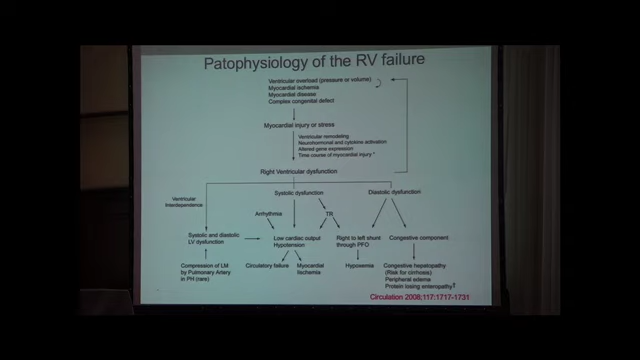 Patophysiology of the RV failure
Ventricular overload (pressure or volume)
Myocardial ischemia
Myocardial disease
Complex congenital defect
Myocardial injury or stress
Ventricular remodeling
Neurohormonal and cytokine activation
Altered gene expression
Time course of myocardial injury *
Right Ventricular dysfunction
Ventricular
Interdependence
Systolic dysfunction
Diastolic dysfunction
Arrhythmia
TR
Systolic and diastolic
LV dysfunction
Low cardiac output
Hypotension
Right to left shunt
through PFO
Congestive component
Compression of LM
by Pulmonary Artery
in PH (rare)
Circulatory failure
Myocardial
Ischemia
Hypoxemia
Congestive hepatopathy
(Risk for cirrhosis)
Peripheral edema
Protein losing enteropathy‡
Circulation 2008;117:1717-1731